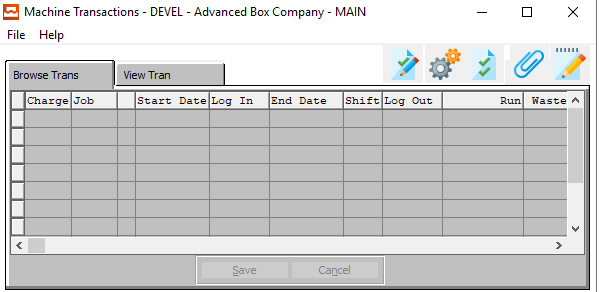 Machine Transactions - DEVEL - Advanced Box Company - MAIN
File Help
Browse Trans View Tran
Charge Job Start Date Log In End Date Shift Log Out Run Waste
Save Cancel